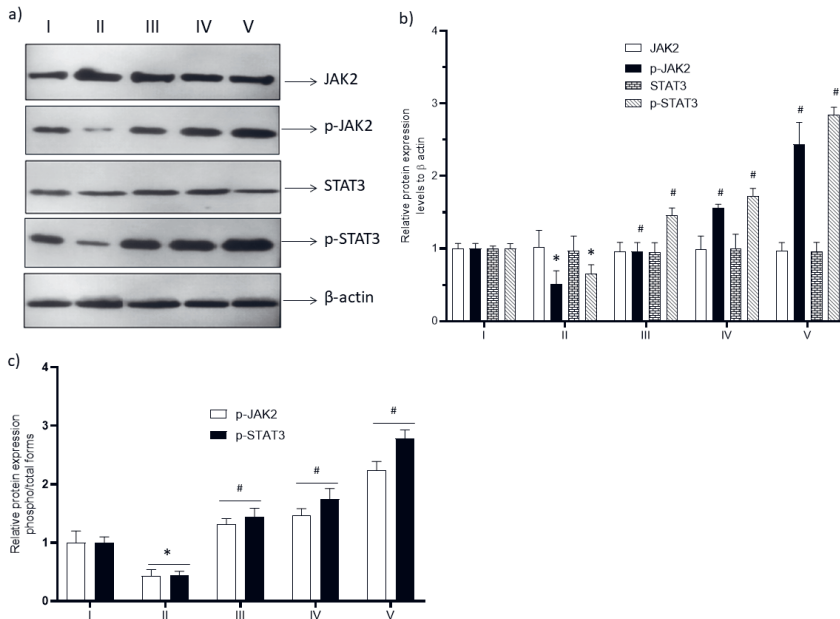 a)
I II III IV V
JAK2
p-JAK2
STAT3
p-STAT3
β-actin
b)
Relative protein expression
levels to β actin
4
3
2
1
0
JAK2
p-JAK2
STAT3
p-STAT3
* * # # # # # #
I II III IV V
c)
Relative protein expression
phospho/total forms
4
3
2
1
0
p-JAK2
p-STAT3
* # # #
I II III IV V